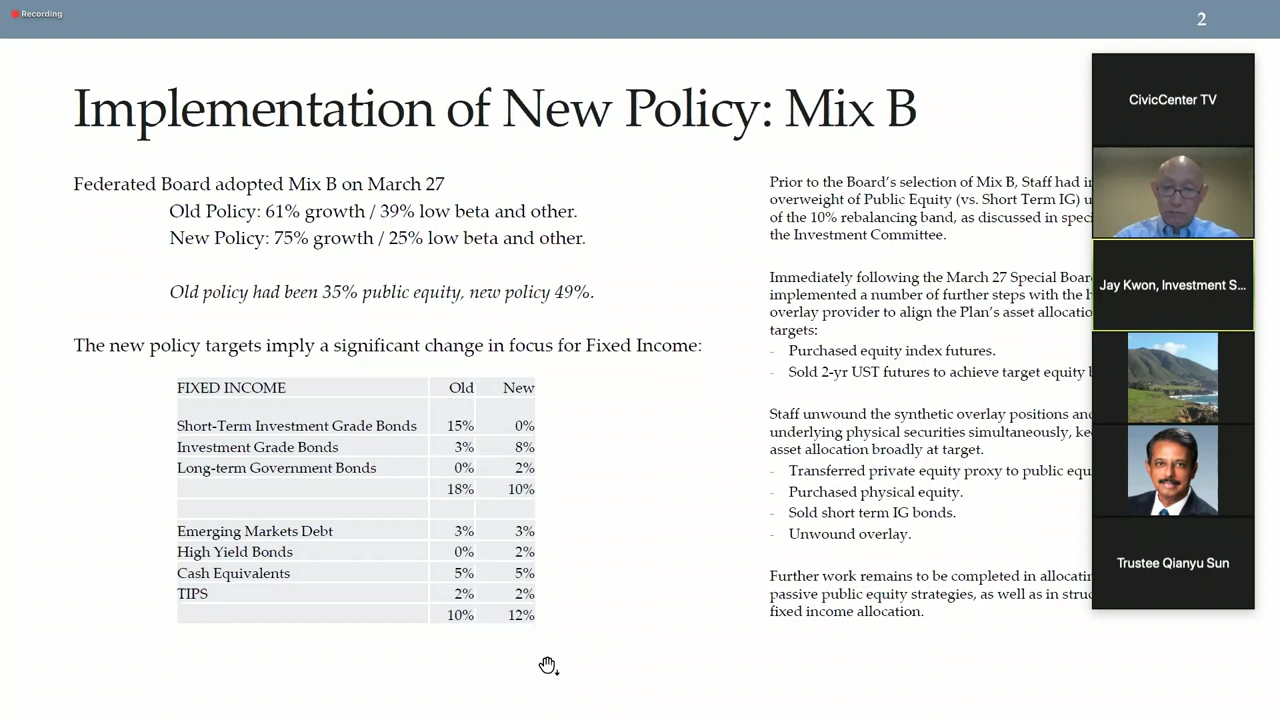 Recording
2
Implementation of New Policy: Mix B
Federated Board adopted Mix B on March 27
Old Policy: 61% growth / 39% low beta and other.
New Policy: 75% growth / 25% low beta and other.
Old policy had been 35% public equity, new policy 49%.
The new policy targets imply a significant change in focus for Fixed Income:
FIXED INCOME Old New
Short-Term Investment Grade Bonds 15% 0%
Investment Grade Bonds 3% 8%
Long-term Government Bonds 0% 2%
18% 10%
Emerging Markets Debt 3% 3%
High Yield Bonds 0% 2%
Cash Equivalents 5% 5%
TIPS 2% 2%
10% 12%
Prior to the Board's selection of Mix B, Staff had
overweight of Public Equity (vs. Short Term IG)
of the 10% rebalancing band, as discussed in
the Investment Committee.
Immediately following the March 27 Special
implemented a number of further steps with the
overlay provider to align the Plan's asset
targets:
- Purchased equity index futures.
- Sold 2-yr UST futures to achieve target equity
Staff unwound the synthetic overlay positions
underlying physical securities simultaneously,
asset allocation broadly at target.
- Transferred private equity proxy to public
- Purchased physical equity.
- Sold short term IG bonds.
- Unwound overlay.
Further work remains to be completed in
passive public equity strategies, as well as in
fixed income allocation.
CivicCenter TV
Jay Kwon, Investment S...
Trustee Qianyu Sun